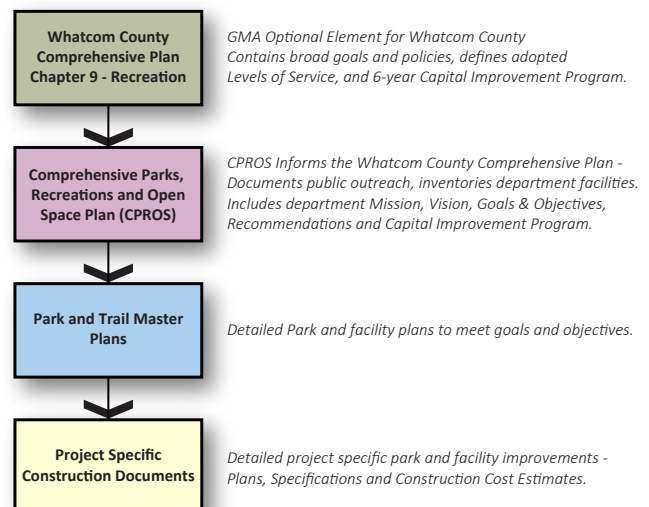 Whatcom County
Comprehensive Plan
Chapter 9 - Recreation
GMA Optional Element for Whatcom County
Contains broad goals and policies, defines adopted
Levels of Service, and 6-year Capital Improvement Program.
Comprehensive Parks,
Recreations and Open
Space Plan (CPROS)
CPROS Informs the Whatcom County Comprehensive Plan -
Documents public outreach, inventories department facilities.
Includes department Mission, Vision, Goals & Objectives,
Recommendations and Capital Improvement Program.
Park and Trail Master
Plans
Detailed Park and facility plans to meet goals and objectives.
Project Specific
Construction Documents
Detailed project specific park and facility improvements -
Plans, Specifications and Construction Cost Estimates.